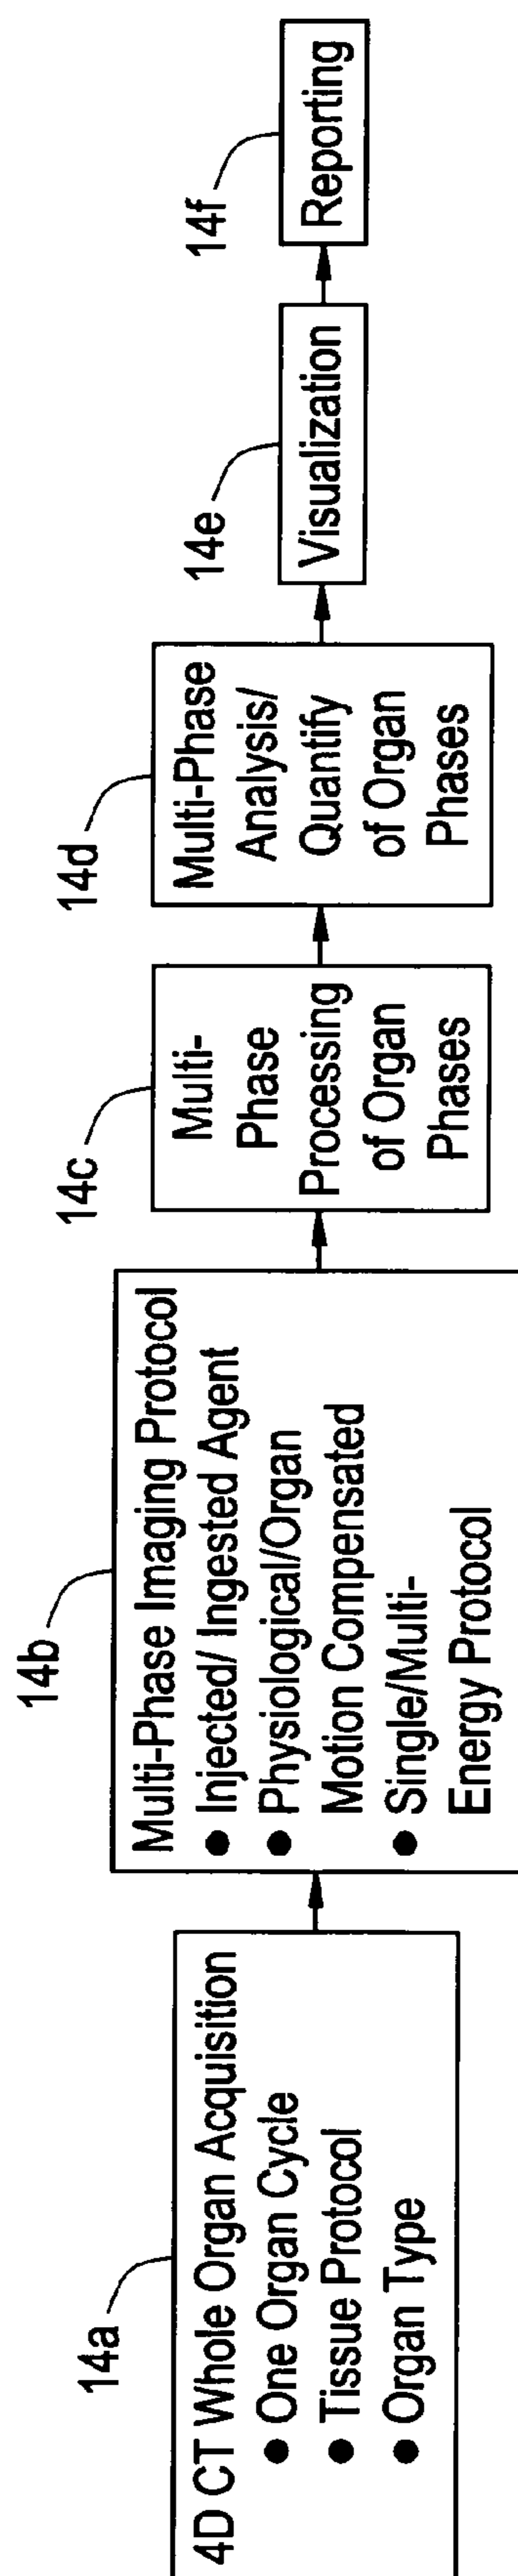 14a
4D CT Whole Organ Acquisition
● One Organ Cycle
● Tissue Protocol
● Organ Type
14b
Multi-Phase Imaging Protocol
● Injected/ Ingested Agent
● Physiological/Organ
Motion Compensated
● Single/Multi-
Energy Protocol
14c
Multi-
Phase
Processing
of Organ
Phases
14d
Multi-Phase
Analysis/
Quantify
of Organ
Phases
14e
Visualization
14f
Reporting